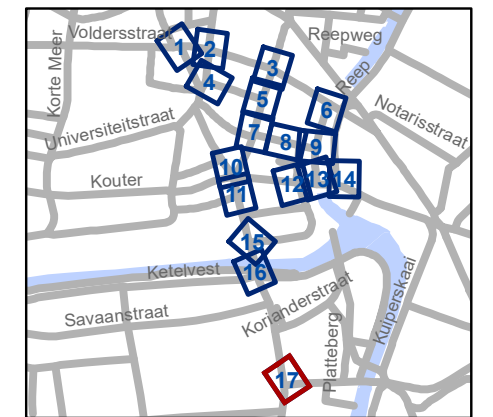 Voldersstraat
Reepweg
Korte Meer
Reep
Notarisstraat
Universiteitstraat
Kouter
Ketelvest
Savaanstraat
Korianderstraat
Platteberg
Kuiperskaai
1
2
3
4
5
6
7
8
9
10
11
12
13
14
15
16
17